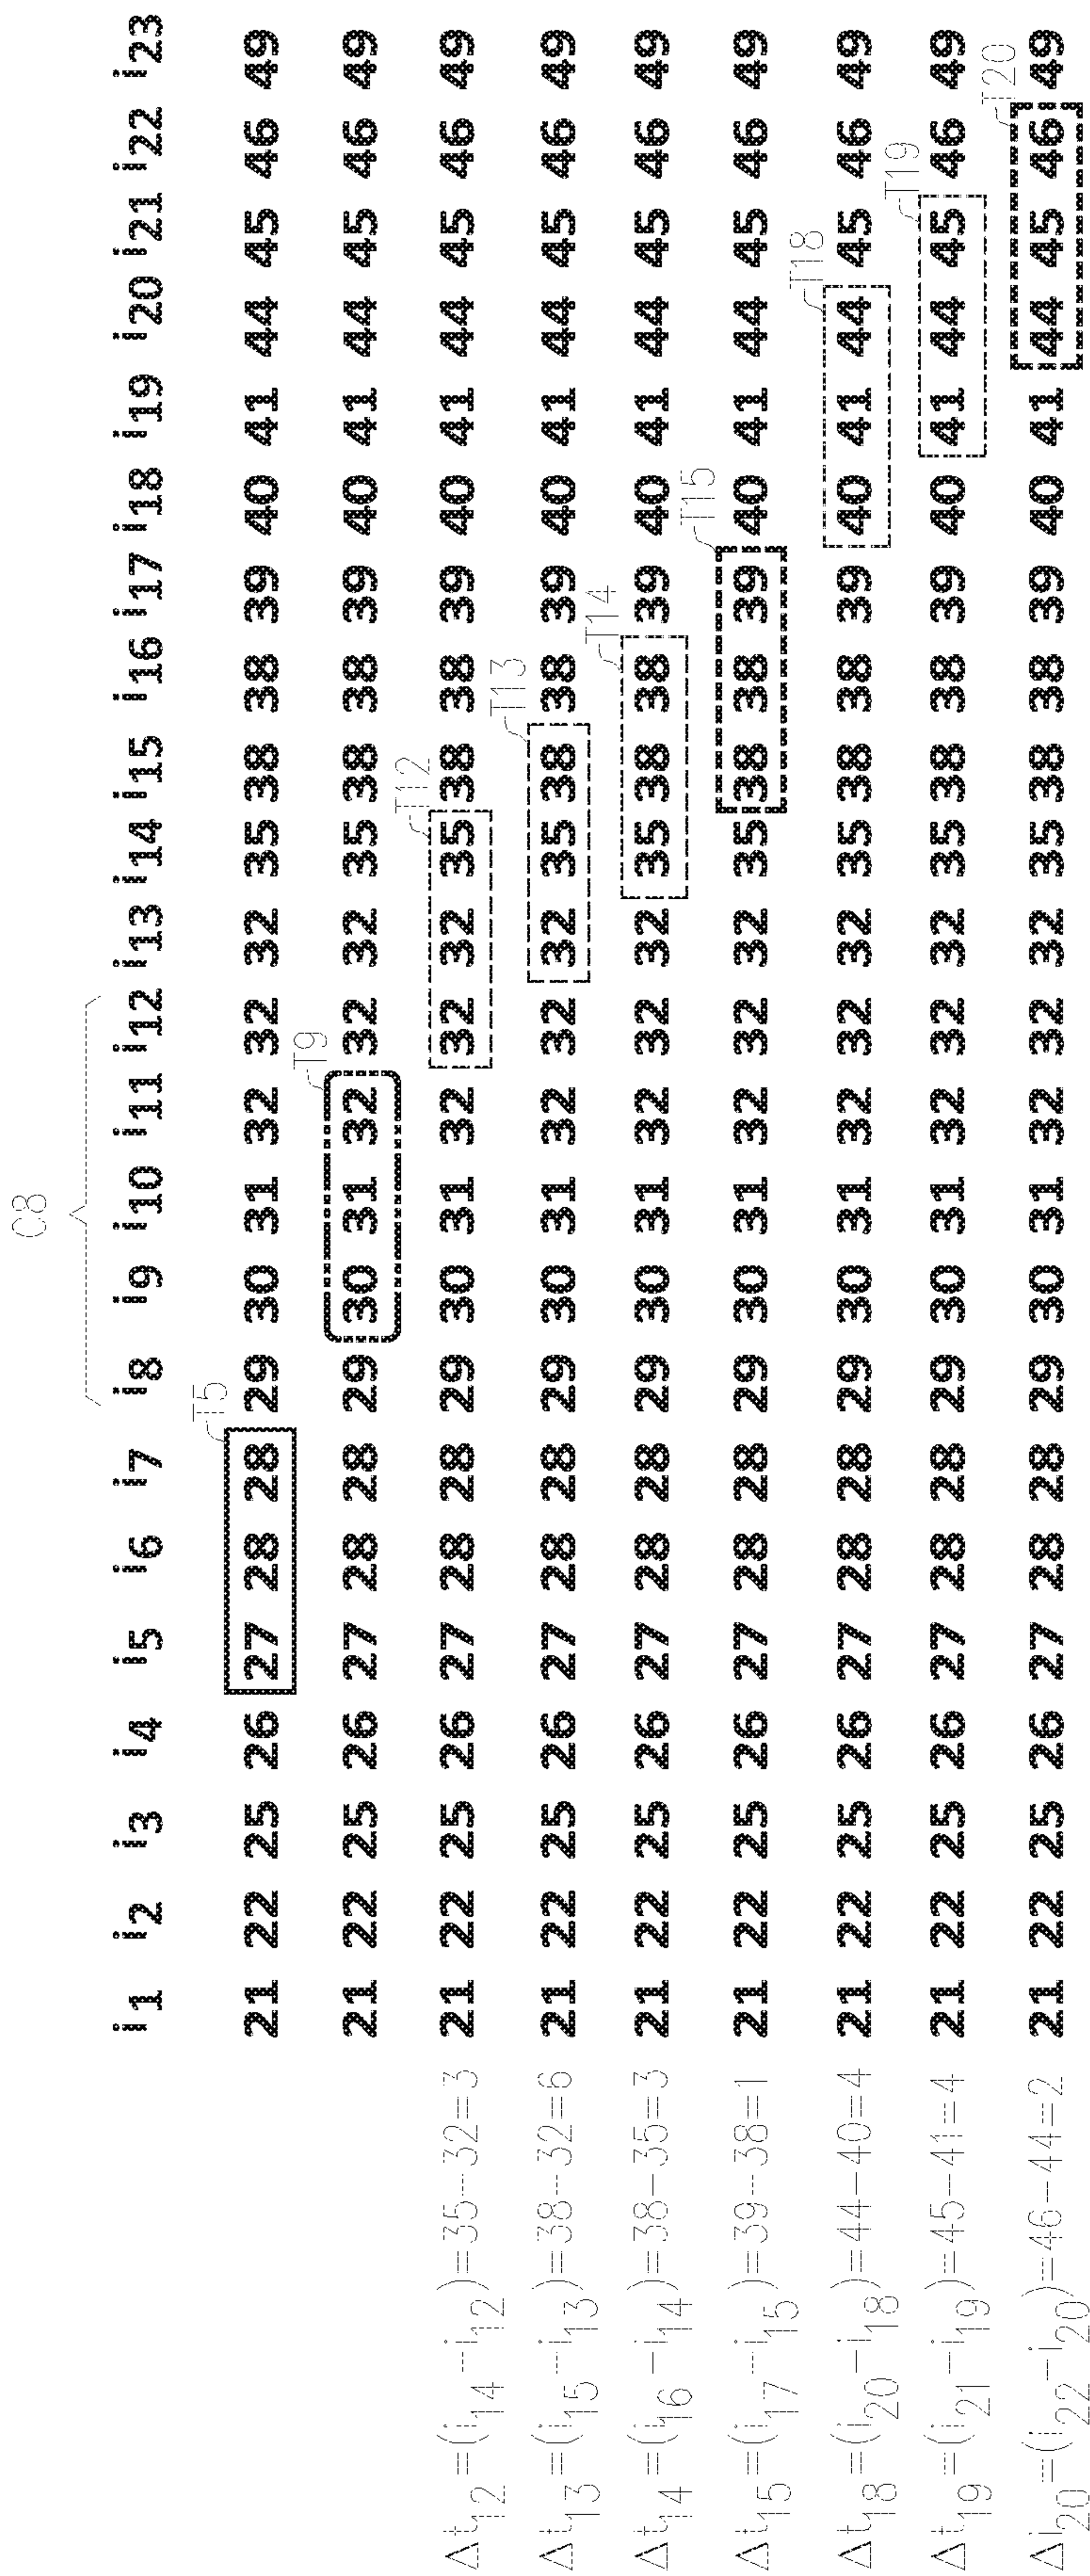 C8
i1 i2 i3 i4 i5 i6 i7 i8 i9 i10 i11 i12 i13 i14 i15 i16 i17 i18 i19 i20 i21 i22 i23
T5
21 22 25 26 27 28 28 29 30 31 32 32 32 35 38 38 39 40 41 44 45 46 49
T9
21 22 25 26 27 28 28 29 30 31 32 32 32 35 38 38 39 40 41 44 45 46 49
T12
Δt12=(i14-i12)=35-32=3 21 22 25 26 27 28 28 29 30 31 32 32 32 35 38 38 39 40 41 44 45 46 49
T13
Δt13=(i15-i13)=38-32=6 21 22 25 26 27 28 28 29 30 31 32 32 32 35 38 38 39 40 41 44 45 46 49
T14
Δt14=(i16-i14)=38-35=3 21 22 25 26 27 28 28 29 30 31 32 32 32 35 38 38 39 40 41 44 45 46 49
T15
Δt15=(i17-i15)=39-38=1 21 22 25 26 27 28 28 29 30 31 32 32 32 35 38 38 39 40 41 44 45 46 49
T18
Δt18=(i20-i18)=44-40=4 21 22 25 26 27 28 28 29 30 31 32 32 32 35 38 38 39 40 41 44 45 46 49
T19
Δt19=(i21-i19)=45-41=4 21 22 25 26 27 28 28 29 30 31 32 32 32 35 38 38 39 40 41 44 45 46 49
T20
Δi20=(i22-i20)=46-44=2 21 22 25 26 27 28 28 29 30 31 32 32 32 35 38 38 39 40 41 44 45 46 49